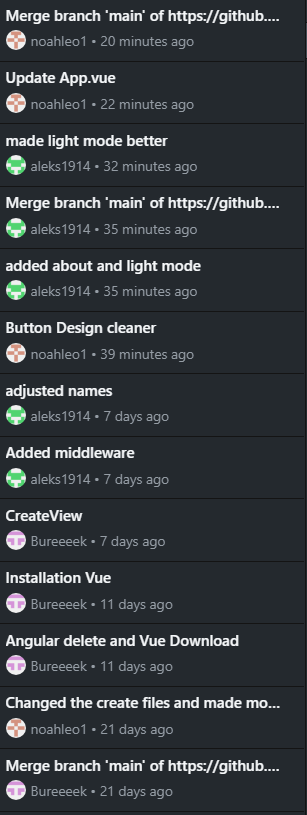 Merge branch 'main' of https://github....
noahleo1 • 20 minutes ago
Update App.vue
noahleo1 • 22 minutes ago
made light mode better
aleks1914 • 32 minutes ago
Merge branch 'main' of https://github....
aleks1914 • 35 minutes ago
added about and light mode
aleks1914 • 35 minutes ago
Button Design cleaner
noahleo1 • 39 minutes ago
adjusted names
aleks1914 • 7 days ago
Added middleware
aleks1914 • 7 days ago
CreateView
Bureeeek • 7 days ago
Installation Vue
Bureeeek • 11 days ago
Angular delete and Vue Download
Bureeeek • 11 days ago
Changed the create files and made mo...
noahleo1 • 21 days ago
Merge branch 'main' of https://github....
Bureeeek • 21 days ago